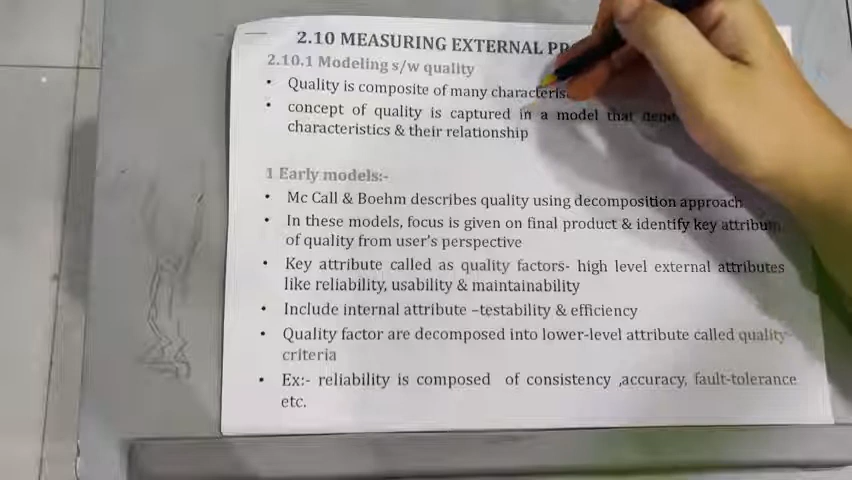 2.10 MEASURING EXTERNAL
2.10.1 Modeling s/w quality
• Quality is composite of many
• concept of quality is captured in a model that
characteristics & their relationship
1 Early models:-
• Mc Call & Boehm describes quality using decomposition approach
• In these models, focus is given on final product & identify key
of quality from user's perspective
• Key attribute called as quality factors- high level external attributes
like reliability, usability & maintainability
• Include internal attribute –testability & efficiency
• Quality factor are decomposed into lower-level attribute called quality-
criteria
• Ex:- reliability is composed of consistency ,accuracy, fault-tolerance
etc.